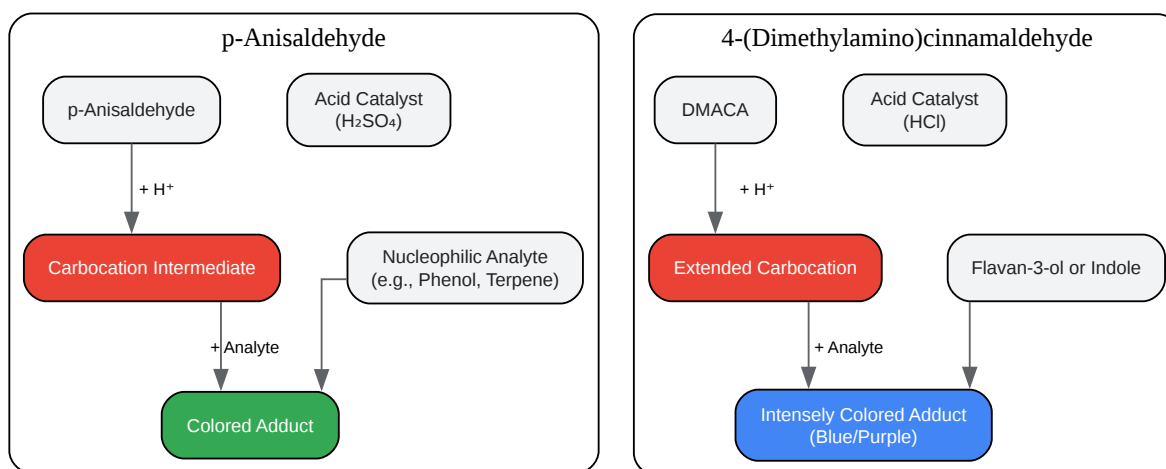 p-Anisaldehyde
p-Anisaldehyde
Acid Catalyst
(H₂SO₄)
+ H⁺
Carbocation Intermediate
Nucleophilic Analyte
(e.g., Phenol, Terpene)
+ Analyte
Colored Adduct
4-(Dimethylamino)cinnamaldehyde
DMACA
Acid Catalyst
(HCl)
+ H⁺
Extended Carbocation
Flavan-3-ol or Indole
+ Analyte
Intensely Colored Adduct
(Blue/Purple)